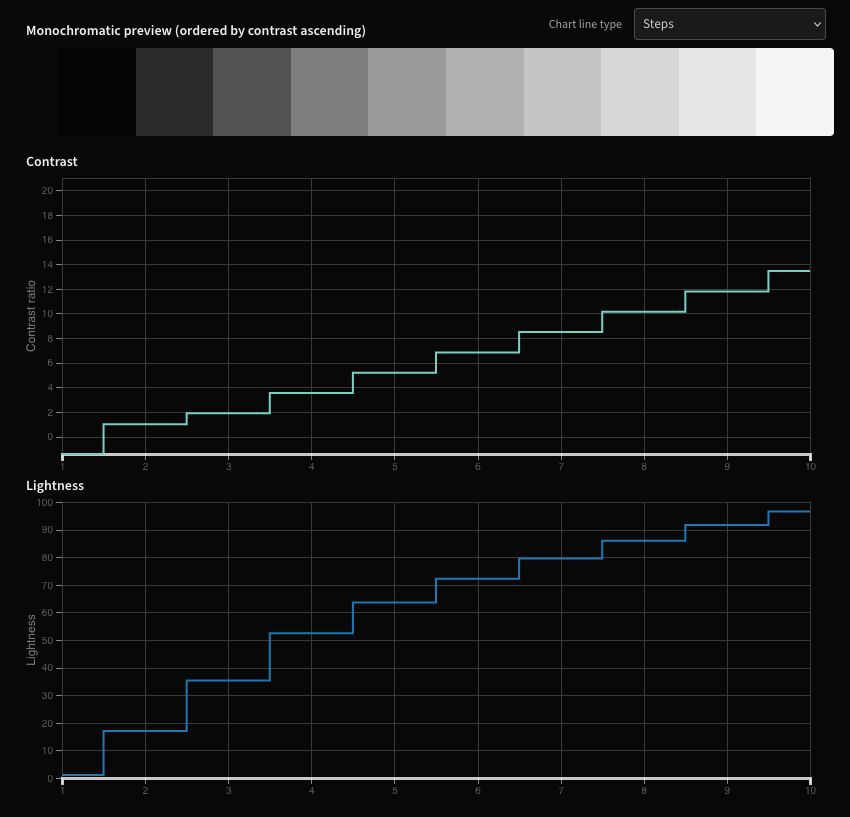 Monochromatic preview (ordered by contrast ascending)
Chart line type
Steps
Contrast
Contrast ratio
20
18
16
14
12
10
8
6
4
2
0
1 2 3 4 5 6 7 8 9 10
Lightness
Lightness
100
90
80
70
60
50
40
30
20
10
0
1 2 3 4 5 6 7 8 9 10